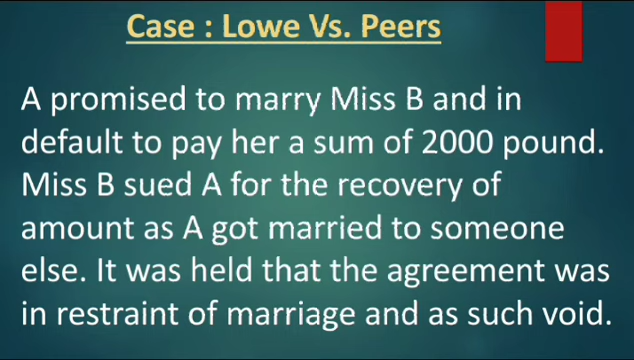 Case : Lowe Vs. Peers
A promised to marry Miss B and in
default to pay her a sum of 2000 pound.
Miss B sued A for the recovery of
amount as A got married to someone
else. It was held that the agreement was
in restraint of marriage and as such void.